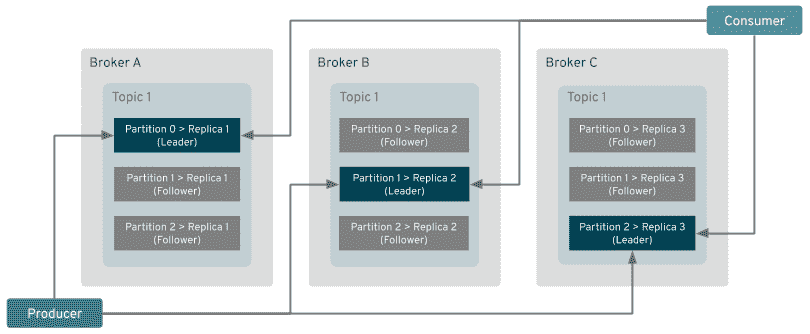 Consumer
Broker A
Topic 1
Partition 0 > Replica 1
(Leader)
Partition 1 > Replica 1
(Follower)
Partition 2 > Replica 1
(Follower)
Broker B
Topic 1
Partition 0 > Replica 2
(Follower)
Partition 1 > Replica 2
(Leader)
Partition 2 > Replica 2
(Follower)
Broker C
Topic 1
Partition 0 > Replica 3
(Follower)
Partition 1 > Replica 3
(Follower)
Partition 2 > Replica 3
(Leader)
Producer